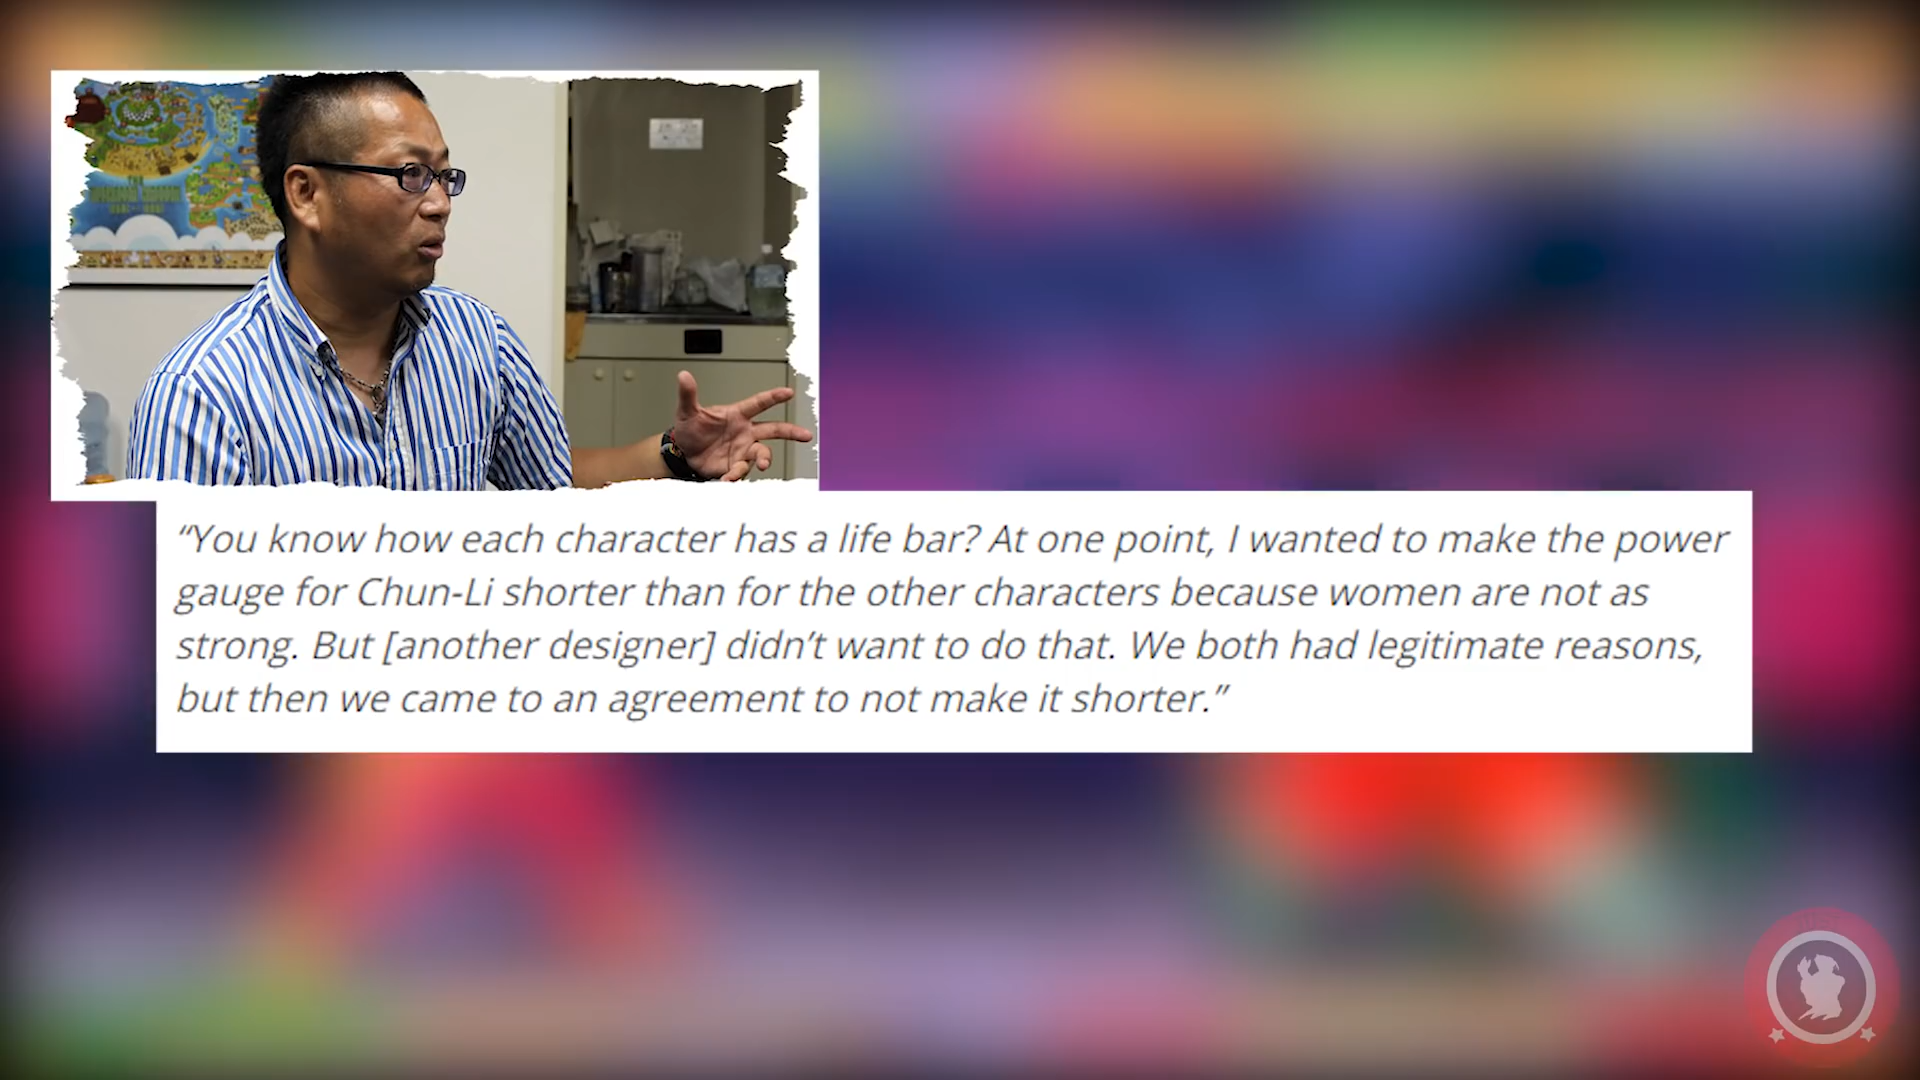 “You know how each character has a life bar? At one point, I wanted to make the power
gauge for Chun-Li shorter than for the other characters because women are not as
strong. But [another designer] didn’t want to do that. We both had legitimate reasons,
but then we came to an agreement to not make it shorter.”